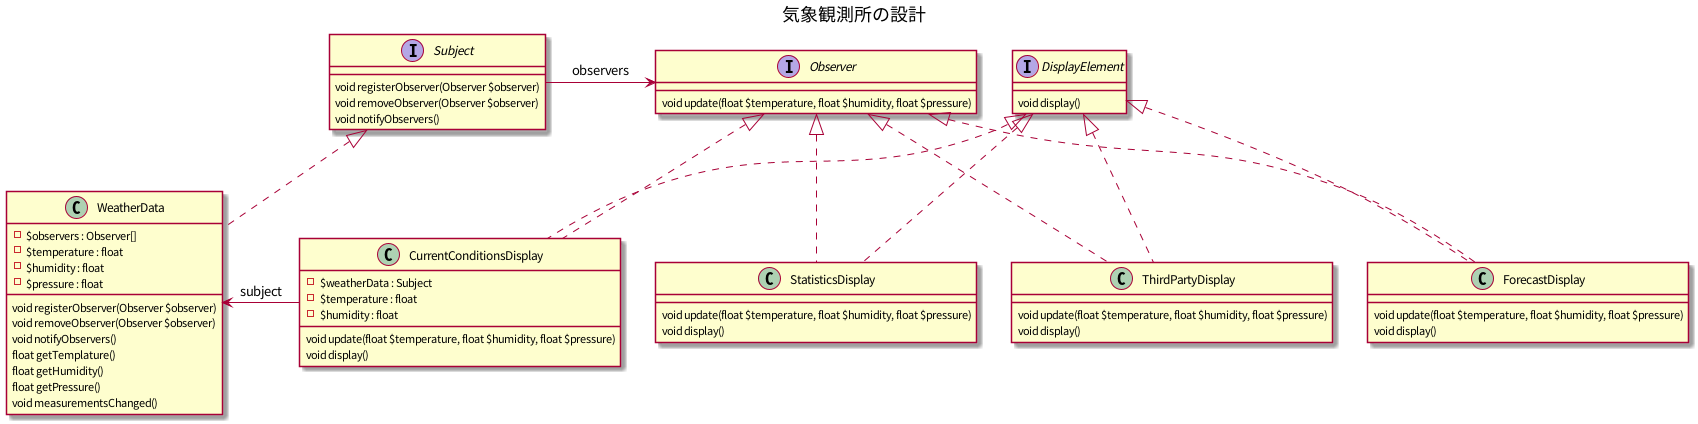 気象観測所の設計
I Subject
void registerObserver(Observer $observer)
void removeObserver(Observer $observer)
void notifyObservers()
observers
I Observer
void update(float $temperature, float $humidity, float $pressure)
I DisplayElement
void display()
C WeatherData
$observers : Observer[]
$temperature : float
$humidity : float
$pressure : float
void registerObserver(Observer $observer)
void removeObserver(Observer $observer)
void notifyObservers()
float getTemplature()
float getHumidity()
float getPressure()
void measurementsChanged()
subject
C CurrentConditionsDisplay
$weatherData : Subject
$temperature : float
$humidity : float
void update(float $temperature, float $humidity, float $pressure)
void display()
C StatisticsDisplay
void update(float $temperature, float $humidity, float $pressure)
void display()
C ThirdPartyDisplay
void update(float $temperature, float $humidity, float $pressure)
void display()
C ForecastDisplay
void update(float $temperature, float $humidity, float $pressure)
void display()